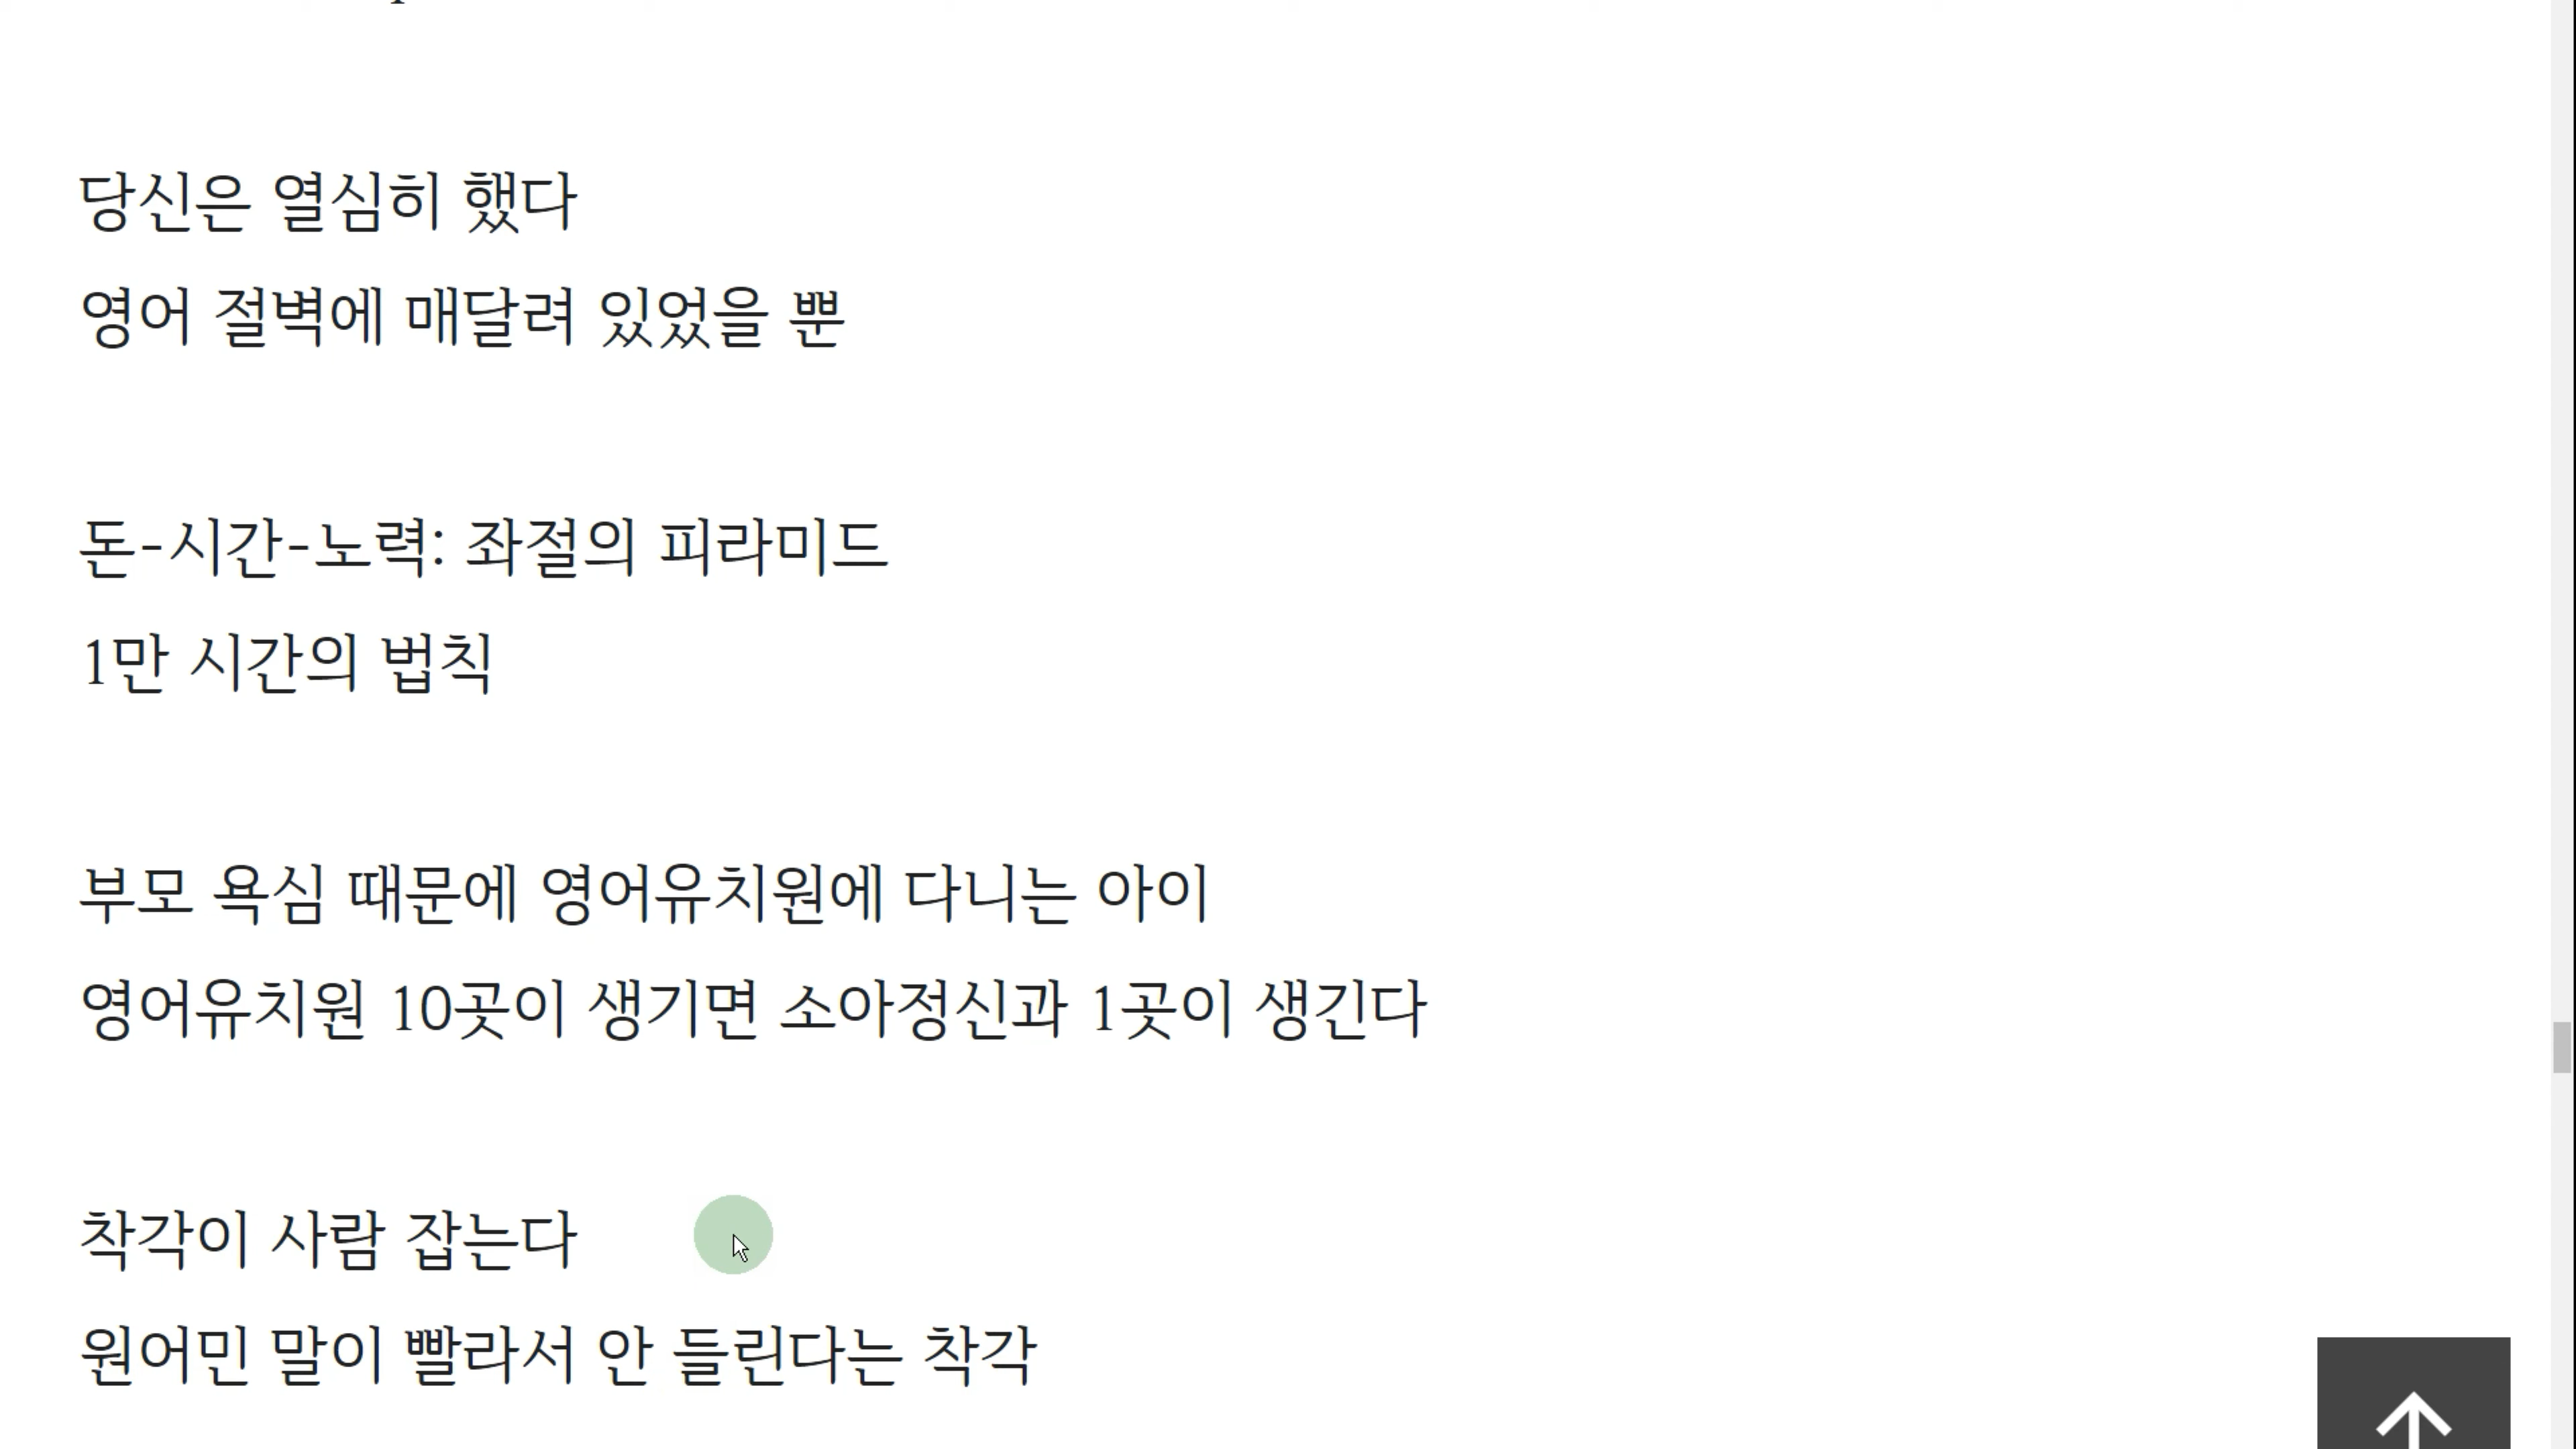 당신은 열심히 했다
영어 절벽에 매달려 있었을 뿐
돈-시간-노력: 좌절의 피라미드
1만 시간의 법칙
부모 욕심 때문에 영어유치원에 다니는 아이
영어유치원 10곳이 생기면 소아정신과 1곳이 생긴다
착각이 사람 잡는다
원어민 말이 빨라서 안 들린다는 착각